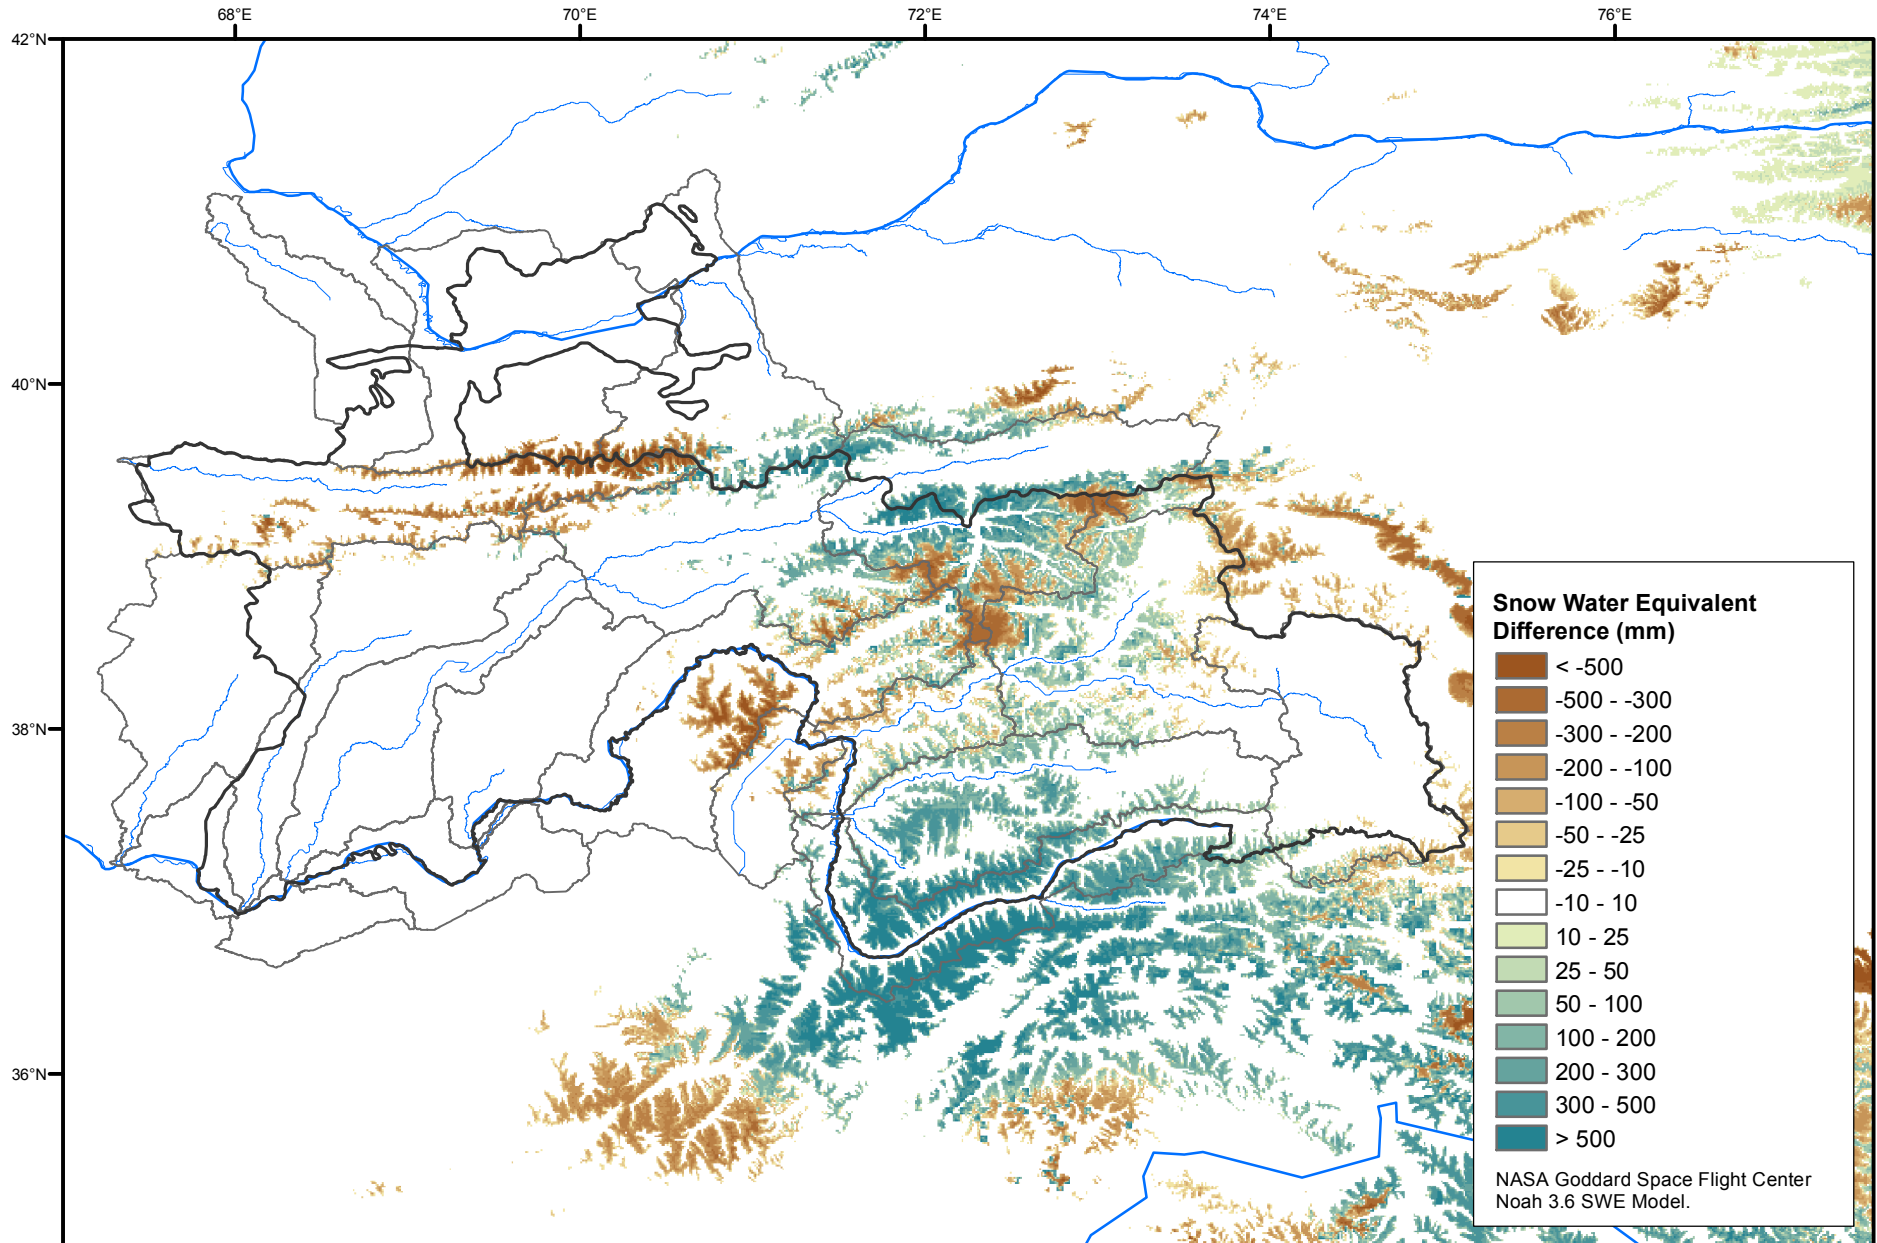 68°E 70°E 72°E 74°E 76°E
42°N
40°N
38°N
36°N
Snow Water Equivalent
Difference (mm)
< -500
-500 - -300
-300 - -200
-200 - -100
-100 - -50
-50 - -25
-25 - -10
-10 - 10
10 - 25
25 - 50
50 - 100
100 - 200
200 - 300
300 - 500
> 500
NASA Goddard Space Flight Center
Noah 3.6 SWE Model.